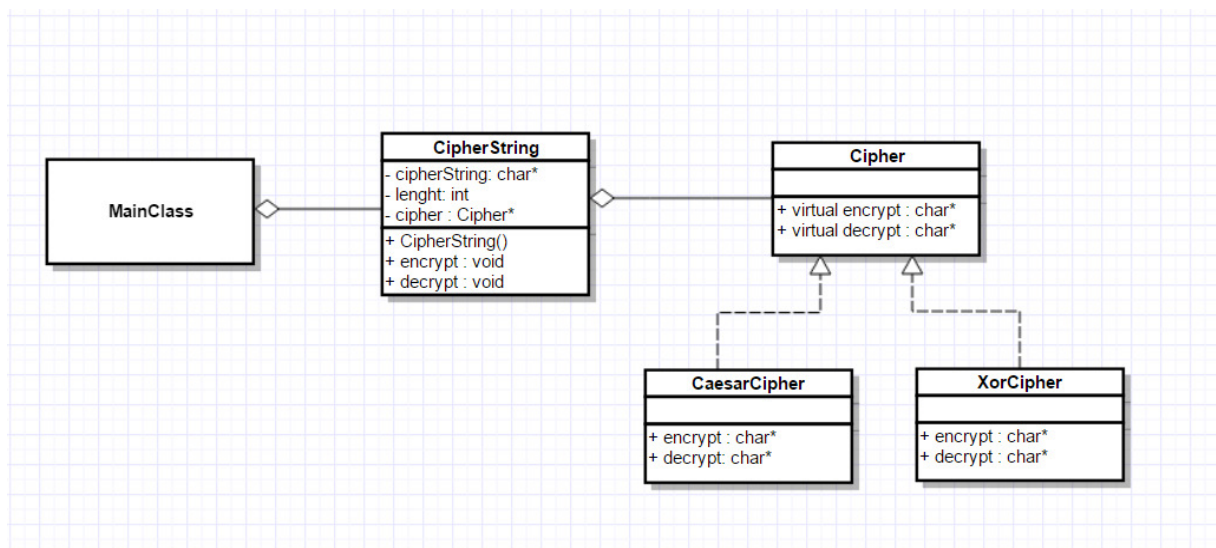 MainClass
CipherString
- cipherString: char*
- lenght: int
- cipher : Cipher*
+ CipherString()
+ encrypt : void
+ decrypt : void
Cipher
+ virtual encrypt : char*
+ virtual decrypt : char*
CaesarCipher
+ encrypt : char*
+ decrypt: char*
XorCipher
+ encrypt : char*
+ decrypt : char*